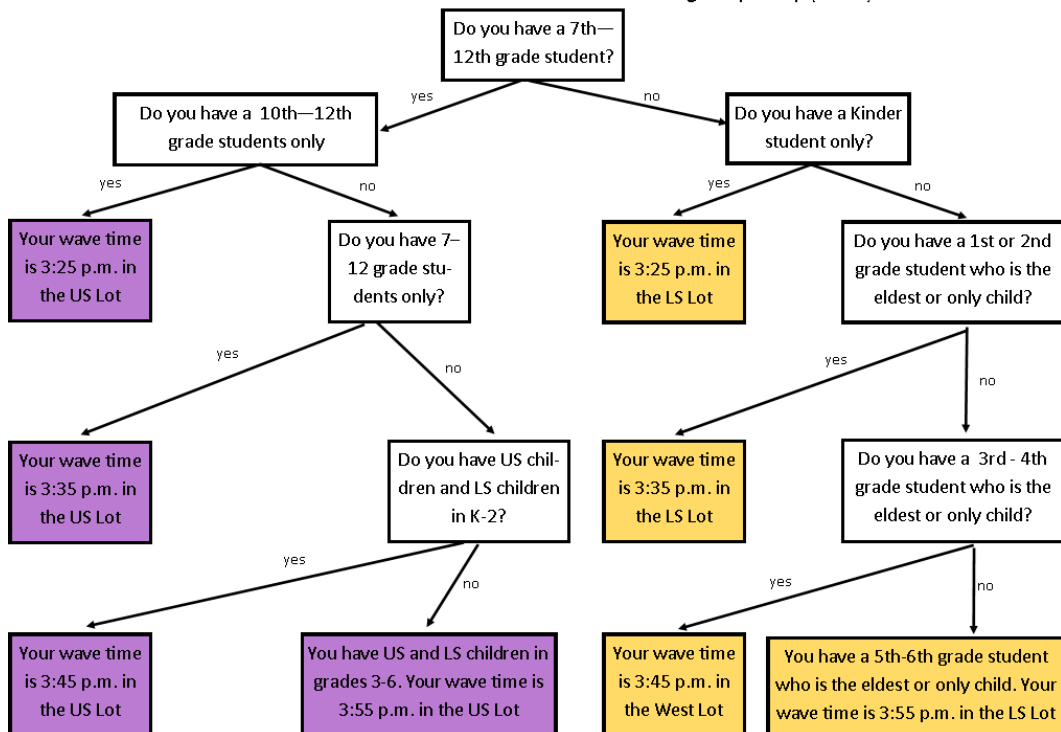 Do you have a 7th—
12th grade student?
yes
no
Do you have a  10th—12th
grade students only
Do you have a Kinder
student only?
yes
no
yes
no
Your wave time
is 3:25 p.m. in
the US Lot
Do you have 7–
12 grade stu-
dents only?
Your wave time
is 3:25 p.m. in
the LS Lot
Do you have a 1st or 2nd
grade student who is the
eldest or only child?
yes
no
yes
no
Your wave time
is 3:35 p.m. in
the US Lot
Do you have US chil-
dren and LS children
in K-2?
Your wave time
is 3:35 p.m. in
the LS Lot
Do you have a  3rd - 4th
grade student who is the
eldest or only child?
yes
no
yes
no
Your wave time
is 3:45 p.m. in
the US Lot
You have US and LS children in
grades 3-6. Your wave time is
3:55 p.m. in the US Lot
Your wave time
is 3:45 p.m. in
the West Lot
You have a 5th-6th grade student
who is the eldest or only child. Your
wave time is 3:55 p.m. in the LS Lot